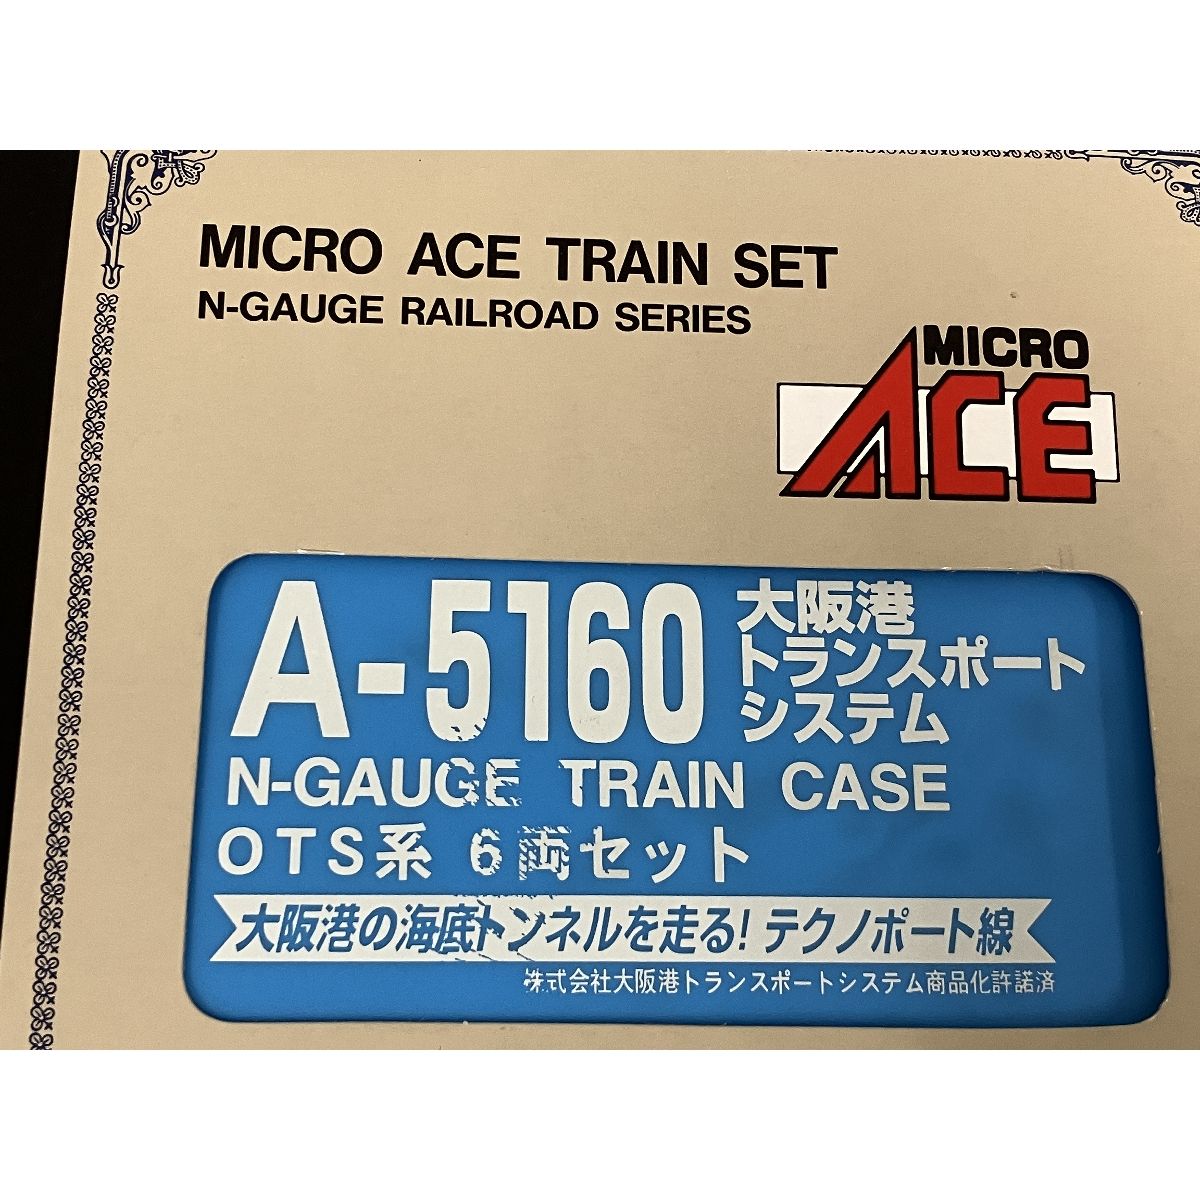 MICRO ACE TRAIN SET
N-GAUGE RAILROAD SERIES
MICRO
ACE
A-5160
大阪港
トランスポート
システム
N-GAUGE TRAIN CASE
OTS系 6両セット
大阪港の海底トンネルを走る! テクノポート線
株式会社大阪港トランスポートシステム商品化許諾済